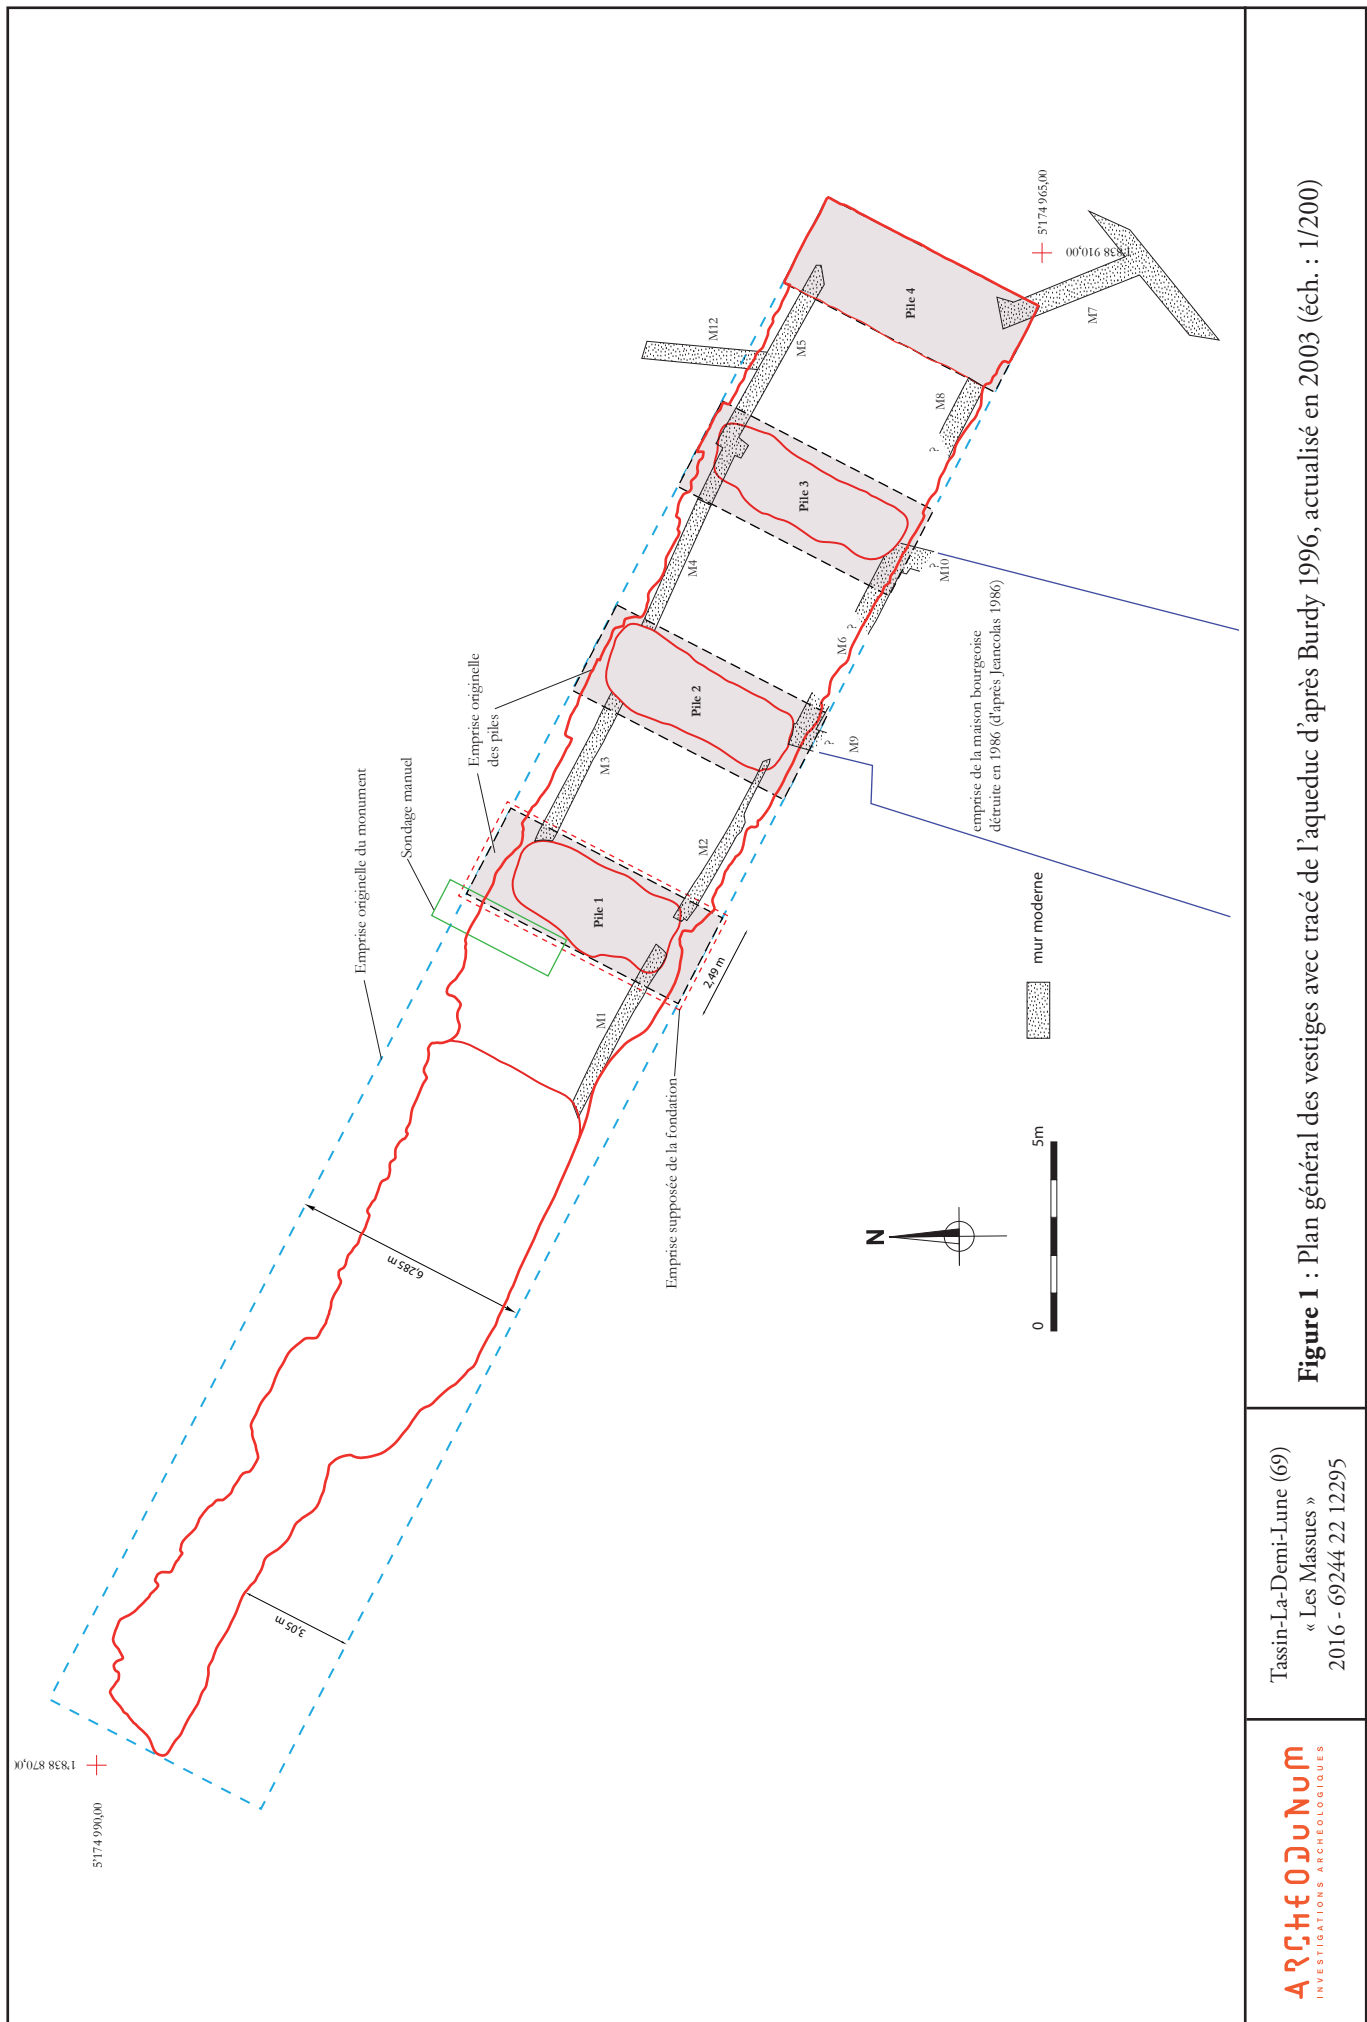 Emprise originelle du monument
Sondage manuel
Emprise originelle
des piles
M12
M5
M4
M3
Pile 4
Pile 3
Pile 2
Pile 1
5'174 965,00
1'838 910,00
M7
M8
?
M10
?
M6
?
M9
?
M2
M1
2,49 m
emprise de la maison bourgeoise
détruite en 1986 (d'après Jeancolas 1986)
mur moderne
Emprise supposée de la fondation
6,285 m
3,05 m
N
0
5m
1'838 870,00
5'174 990,00
Figure 1 : Plan général des vestiges avec tracé de l'aqueduc d'après Burdy 1996, actualisé en 2003 (éch. : 1/200)
Tassin-La-Demi-Lune (69)
« Les Massues »
2016 - 69244 22 12295
ARCHEODUNUM
INVESTIGATIONS ARCHÉOLOGIQUES